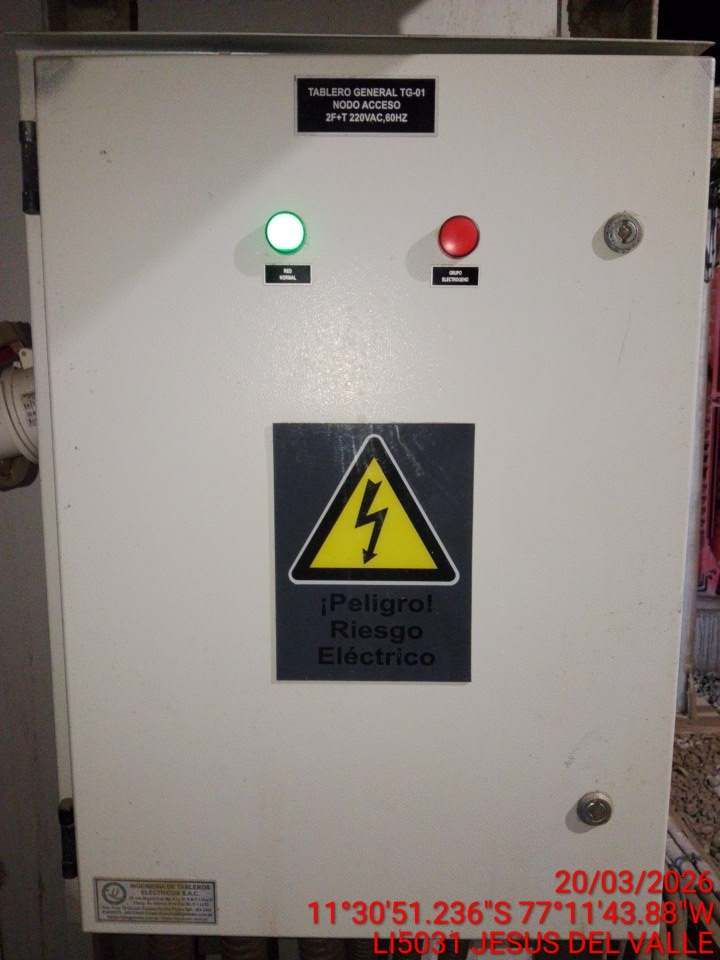 TABLERO GENERAL TG-01
NODO ACCESO
2F+T 220VAC,60HZ
RED
NORMAL
GRUPO
ELECTROGENO
¡Peligro!
Riesgo
Eléctrico
INGENIERIA DE TABLEROS
ELECTRICOS S.A.C.
20/03/2026
11°30'51.236"S 77°11'43.88"W
LI5031 JESUS DEL VALLE